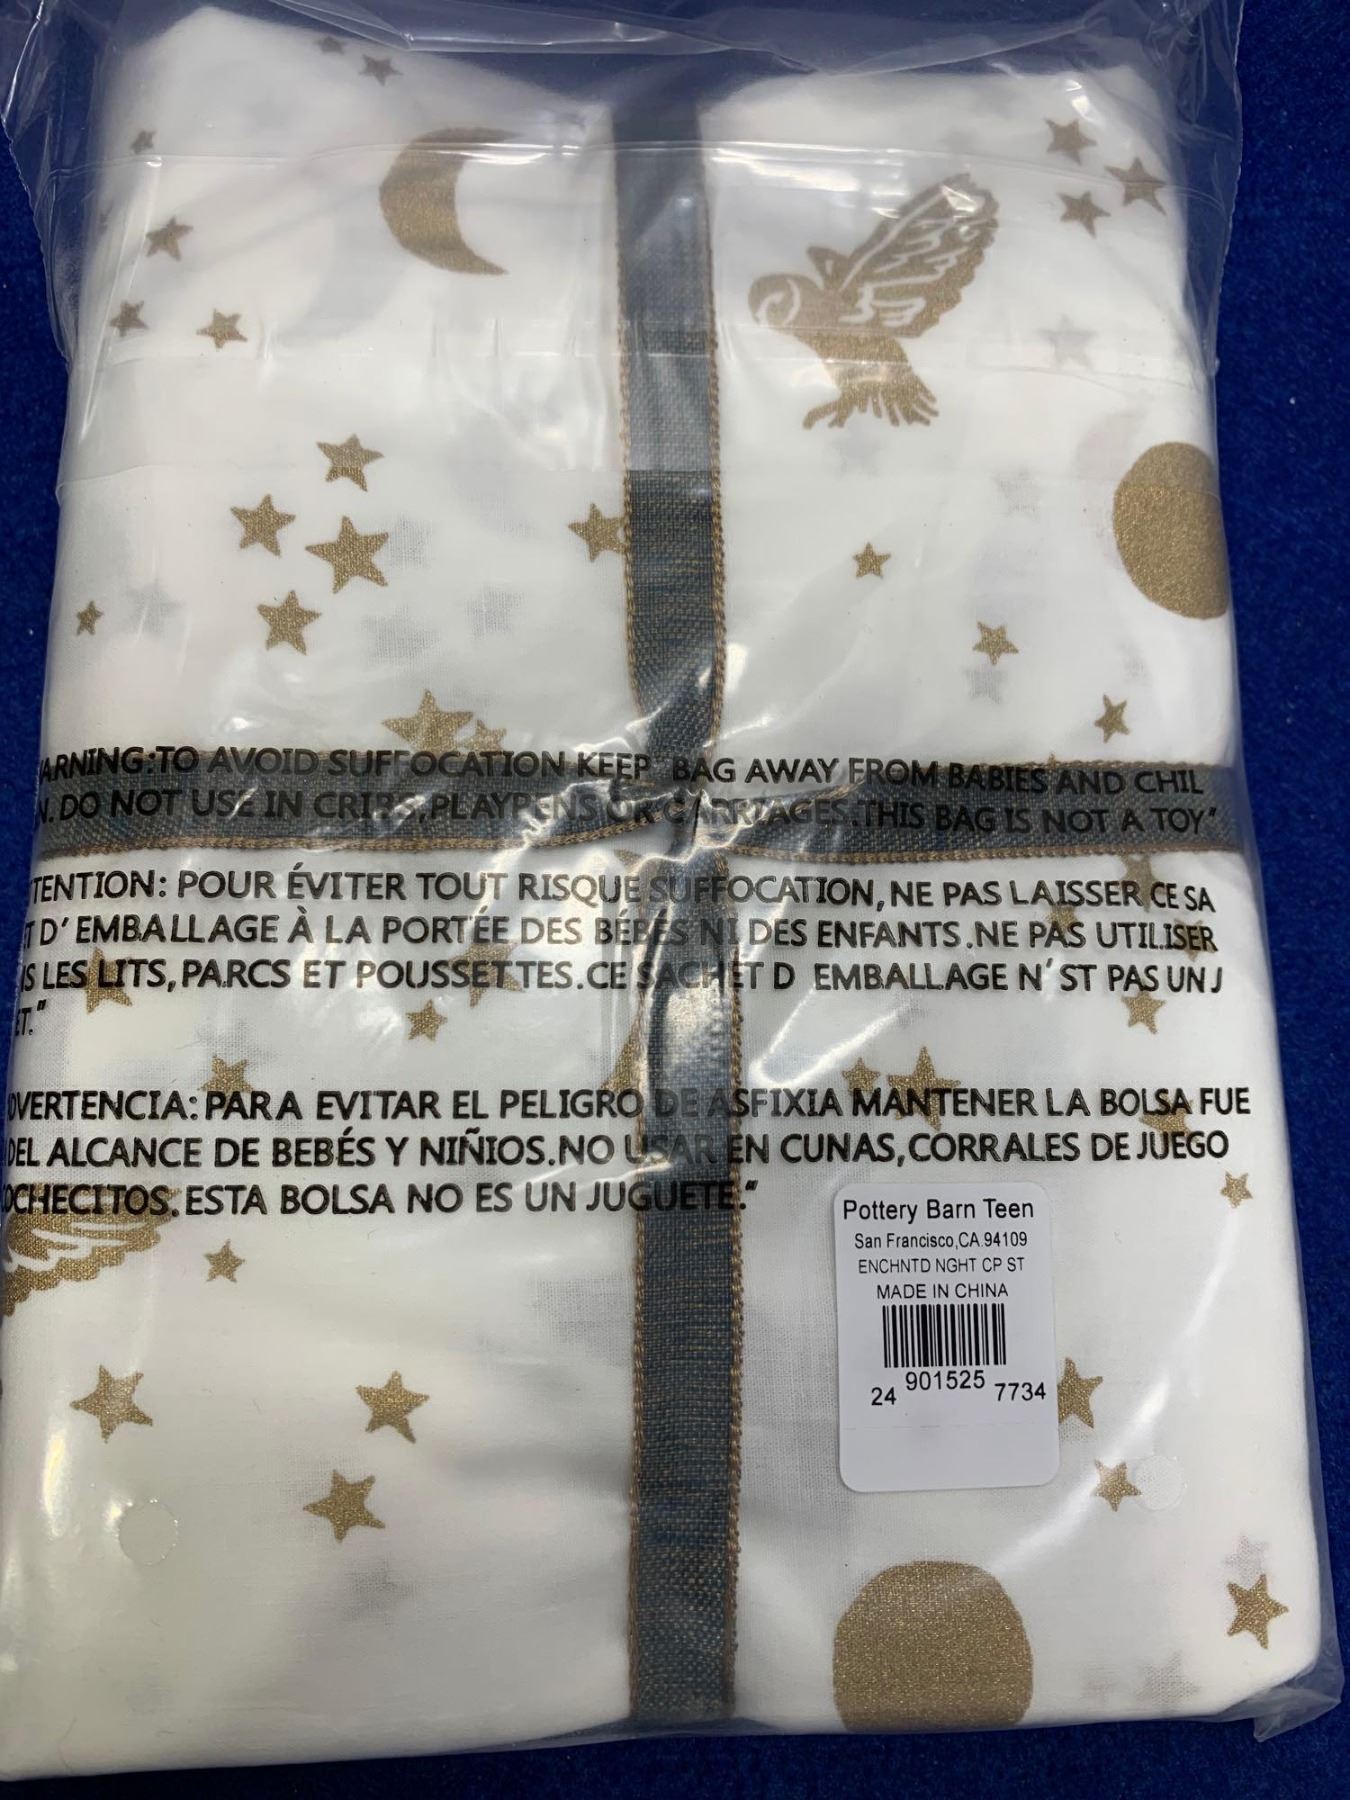 ARNING:TO AVOID SUFFOCATION KEEP BAG AWAY FROM BABIES AND CHIL
N. DO NOT USE IN CRIBS,PLAYPENS OR CARRIAGES.THIS BAG IS NOT A TOY"
TENTION: POUR ÉVITER TOUT RISQUE SUFFOCATION, NE PAS LAISSER CE SA
T D' EMBALLAGE À LA PORTÉE DES BÉBÉS NI DES ENFANTS.NE PAS UTILISER
S LES LITS, PARCS ET POUSSETTES.CE SACHET D EMBALLAGE N'ST PAS UN J
ET."
OVERTENCIA: PARA EVITAR EL PELIGRO DE ASFIXIA MANTENER LA BOLSA FUE
DEL ALCANCE DE BEBÉS Y NIÑIOS.NO USAR EN CUNAS,CORRALES DE JUEGO
OCHECITOS. ESTA BOLSA NO ES UN JUGUETE."
Pottery Barn Teen
San Francisco,CA.94109
ENCHNTD NGHT CP ST
MADE IN CHINA
24 901525 7734